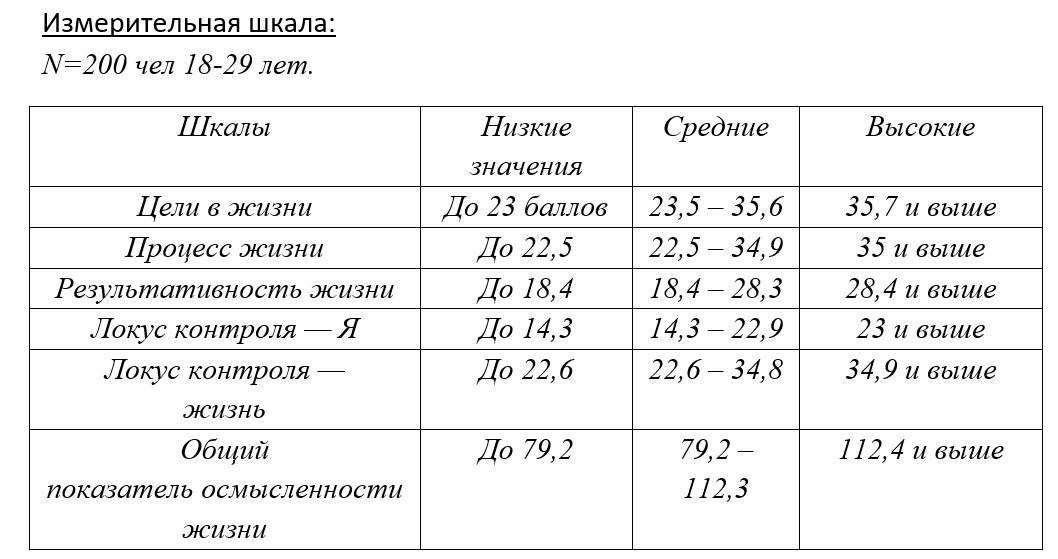 Измерительная шкала:
N=200 чел 18-29 лет.
Шкалы Низкие значения Средние Высокие
Цели в жизни До 23 баллов 23,5 – 35,6 35,7 и выше
Процесс жизни До 22,5 22,5 – 34,9 35 и выше
Результативность жизни До 18,4 18,4 – 28,3 28,4 и выше
Локус контроля — Я До 14,3 14,3 – 22,9 23 и выше
Локус контроля — жизнь До 22,6 22,6 – 34,8 34,9 и выше
Общий показатель осмысленности жизни До 79,2 79,2 – 112,3 112,4 и выше